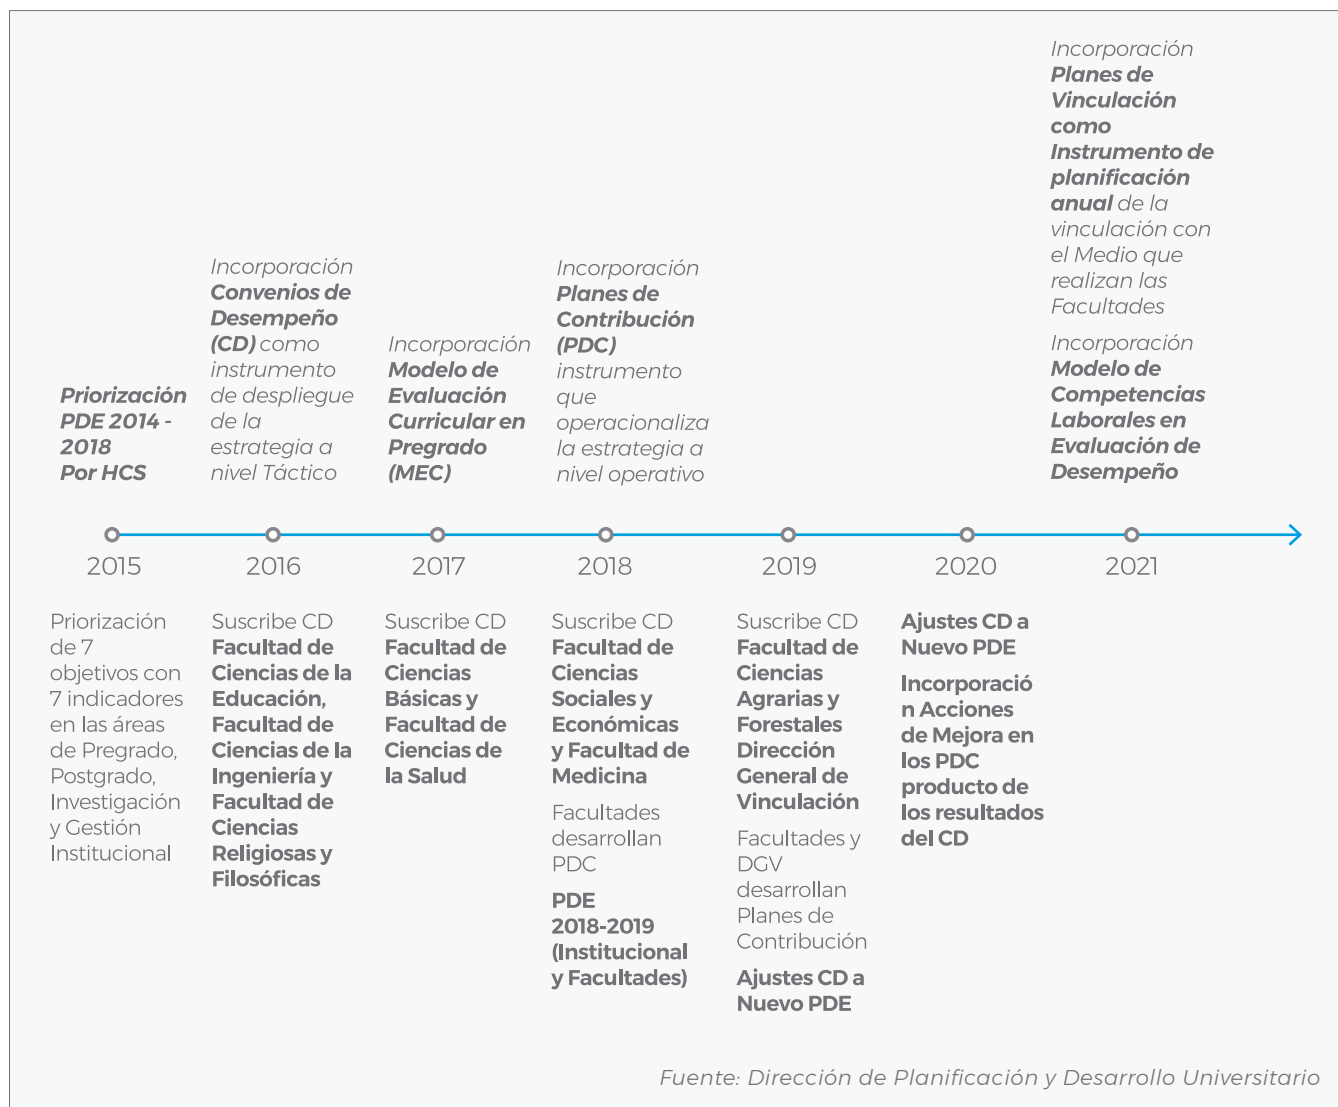 Priorización
PDE 2014 -
2018
Por HCS
Incorporación
Convenios de
Desempeño
(CD) como
instrumento
de despliegue
de la
estrategia a
nivel Táctico
Incorporación
Modelo de
Evaluación
Curricular en
Pregrado
(MEC)
Incorporación
Planes de
Contribución
(PDC)
instrumento
que
operacionaliza
la estrategia a
nivel operativo
Incorporación
Planes de
Vinculación
como
Instrumento de
planificación
anual de la
vinculación con
el Medio que
realizan las
Facultades
Incorporación
Modelo de
Competencias
Laborales en
Evaluación de
Desempeño
2015
2016
2017
2018
2019
2020
2021
Priorización
de 7
objetivos con
7 indicadores
en las áreas
de Pregrado,
Postgrado,
Investigación
y Gestión
Institucional
Suscribe CD
Facultad de
Ciencias de la
Educación,
Facultad de
Ciencias de la
Ingeniería y
Facultad de
Ciencias
Religiosas y
Filosóficas
Suscribe CD
Facultad de
Ciencias
Básicas y
Facultad de
Ciencias de
la Salud
Suscribe CD
Facultad de
Ciencias
Sociales y
Económicas
y Facultad de
Medicina
Facultades
desarrollan
PDC
PDE
2018-2019
(Institucional
y Facultades)
Suscribe CD
Facultad de
Ciencias
Agrarias y
Forestales
Dirección
General de
Vinculación
Facultades y
DGV
desarrollan
Planes de
Contribución
Ajustes CD a
Nuevo PDE
Ajustes CD a
Nuevo PDE
Incorporació
n Acciones
de Mejora en
los PDC
producto de
los resultados
del CD
Fuente: Dirección de Planificación y Desarrollo Universitario